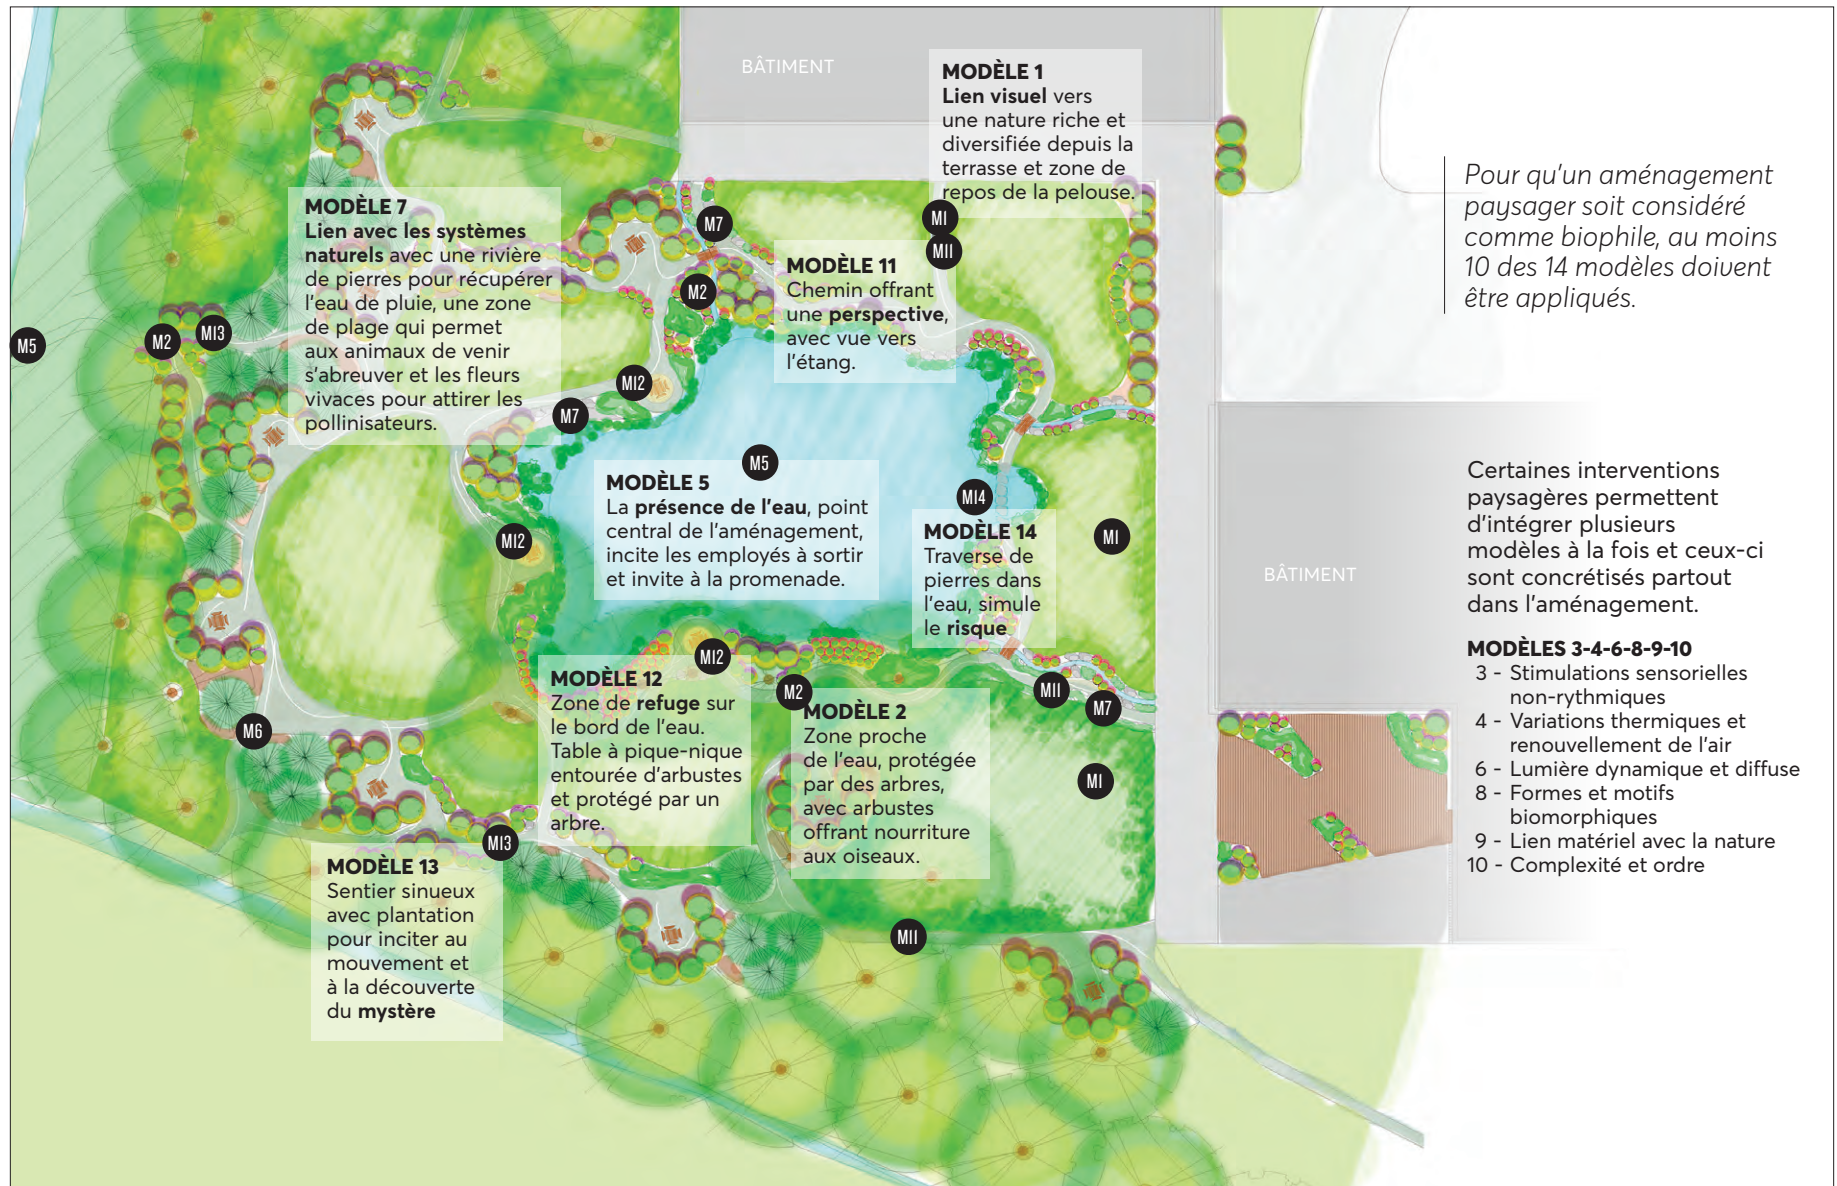 BÂTIMENT
MODÈLE 1
Lien visuel vers
une nature riche et
diversifiée depuis la
terrasse et zone de
repos de la pelouse.
Pour qu'un aménagement
paysager soit considéré
comme biophile, au moins
10 des 14 modèles doivent
être appliqués.
MODÈLE 7
Lien avec les systèmes
naturels avec une rivière
de pierres pour récupérer
l'eau de pluie, une zone
de plage qui permet
aux animaux de venir
s'abreuver et les fleurs
vivaces pour attirer les
pollinisateurs.
M7
M1
M11
MODÈLE 11
Chemin offrant
une perspective,
avec vue vers
l'étang.
M2
M5
M2
M13
M12
M7
M5
MODÈLE 5
La présence de l'eau, point
central de l'aménagement,
incite les employés à sortir
et invite à la promenade.
M14
MODÈLE 14
Traverse de
pierres dans
l'eau, simule
le risque
M1
M12
BÂTIMENT
Certaines interventions
paysagères permettent
d'intégrer plusieurs
modèles à la fois et ceux-ci
sont concrétisés partout
dans l'aménagement.
MODÈLES 3-4-6-8-9-10
3 - Stimulations sensorielles
non-rythmiques
4 - Variations thermiques et
renouvellement de l'air
6 - Lumière dynamique et diffuse
8 - Formes et motifs
biomorphiques
9 - Lien matériel avec la nature
10 - Complexité et ordre
M12
MODÈLE 12
Zone de refuge sur
le bord de l'eau.
Table à pique-nique
entourée d'arbustes
et protégé par un
arbre.
M2
MODÈLE 2
Zone proche
de l'eau, protégée
par des arbres,
avec arbustes
offrant nourriture
aux oiseaux.
M11
M7
M6
M1
M13
MODÈLE 13
Sentier sinueux
avec plantation
pour inciter au
mouvement et
à la découverte
du mystère
M11